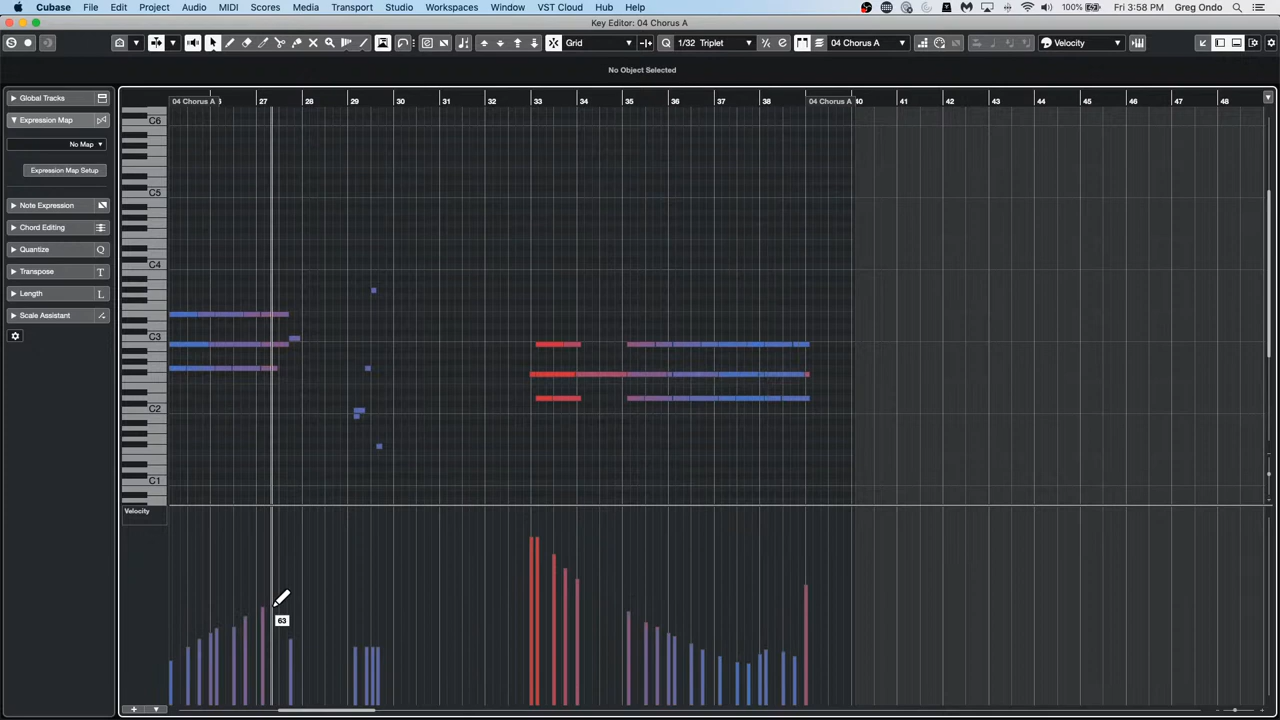 Cubase File Edit Project Audio MIDI Scores Media Transport Studio Workspaces Window VST Cloud Hub Help 100% Fri 3:58 PM Greg Ondo
Key Editor: 04 Chorus A
Grid 1/32 Triplet 04 Chorus A Velocity
No Object Selected
Global Tracks
Expression Map
No Map
Expression Map Setup
Note Expression
Chord Editing
Quantize Q
Transpose T
Length L
Scale Assistant
04 Chorus A 27 28 29 30 31 32 33 34 35 36 37 38 04 Chorus A 40 41 42 43 44 45 46 47 48
C6
C5
C4
C3
C2
C1
Velocity
63